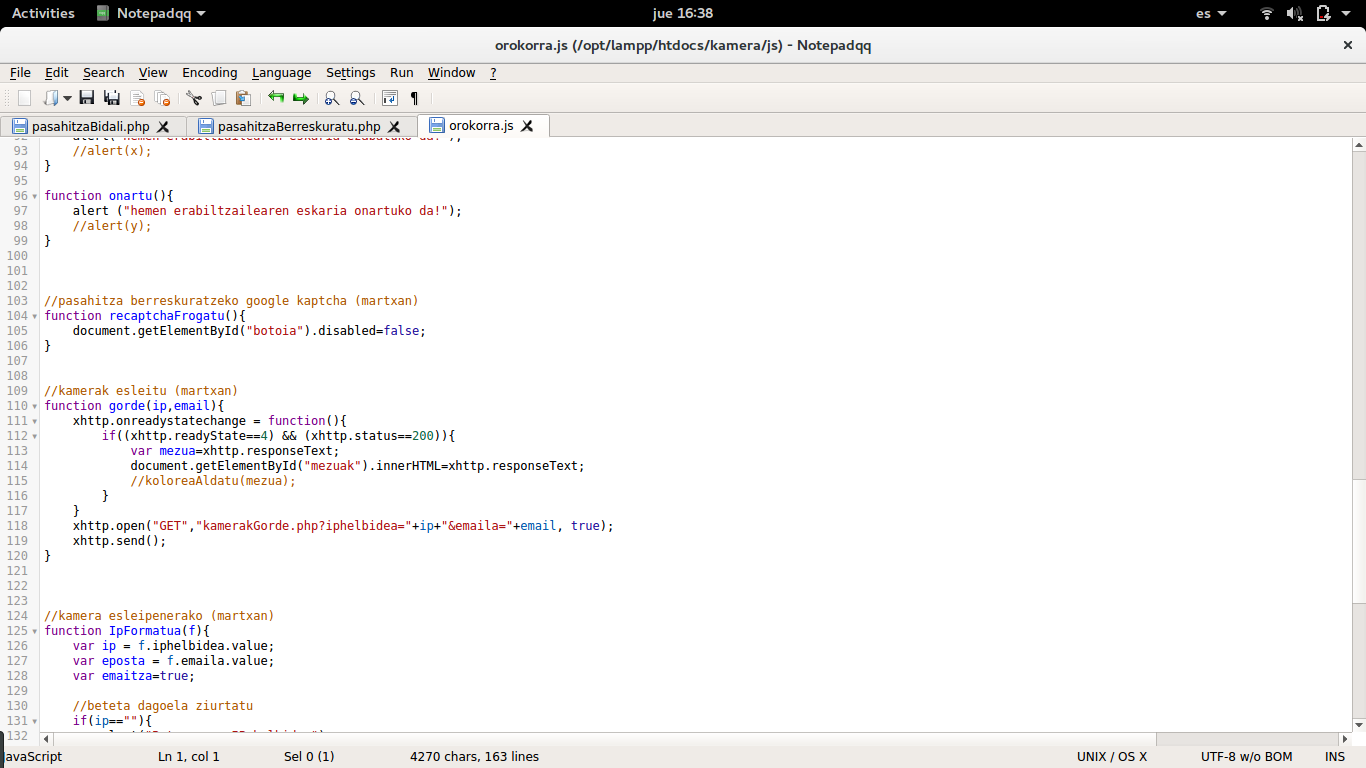 Activities Notepadqq jue 16:38 es
orokorra.js (/opt/lampp/htdocs/kamera/js) - Notepadqq
File Edit Search View Encoding Language Settings Run Window ?
pasahitzaBidali.php pasahitzaBerreskuratu.php orokorra.js
93 //alert(x);
94 }
95
96 function onartu(){
97 alert ("hemen erabiltzailearen eskaria onartuko da!");
98 //alert(y);
99 }
100
101
102
103 //pasahitza berreskuratzeko google kaptcha (martxan)
104 function recaptchaFrogatu(){
105 document.getElementById("botoia").disabled=false;
106 }
107
108
109 //kamerak esleitu (martxan)
110 function gorde(ip,email){
111 xhttp.onreadystatechange = function(){
112 if((xhttp.readyState==4) && (xhttp.status==200)){
113 var mezua=xhttp.responseText;
114 document.getElementById("mezuak").innerHTML=xhttp.responseText;
115 //koloreaAldatu(mezua);
116 }
117 }
118 xhttp.open("GET","kamerakGorde.php?iphelbidea="+ip+"&emaila="+email, true);
119 xhttp.send();
120 }
121
122
123
124 //kamera esleipenerako (martxan)
125 function IpFormatua(f){
126 var ip = f.iphelbidea.value;
127 var eposta = f.emaila.value;
128 var emaitza=true;
129
130 //beteta dagoela ziurtatu
131 if(ip==""){
132
JavaScript Ln 1, col 1 Sel 0 (1) 4270 chars, 163 lines UNIX / OS X UTF-8 w/o BOM INS